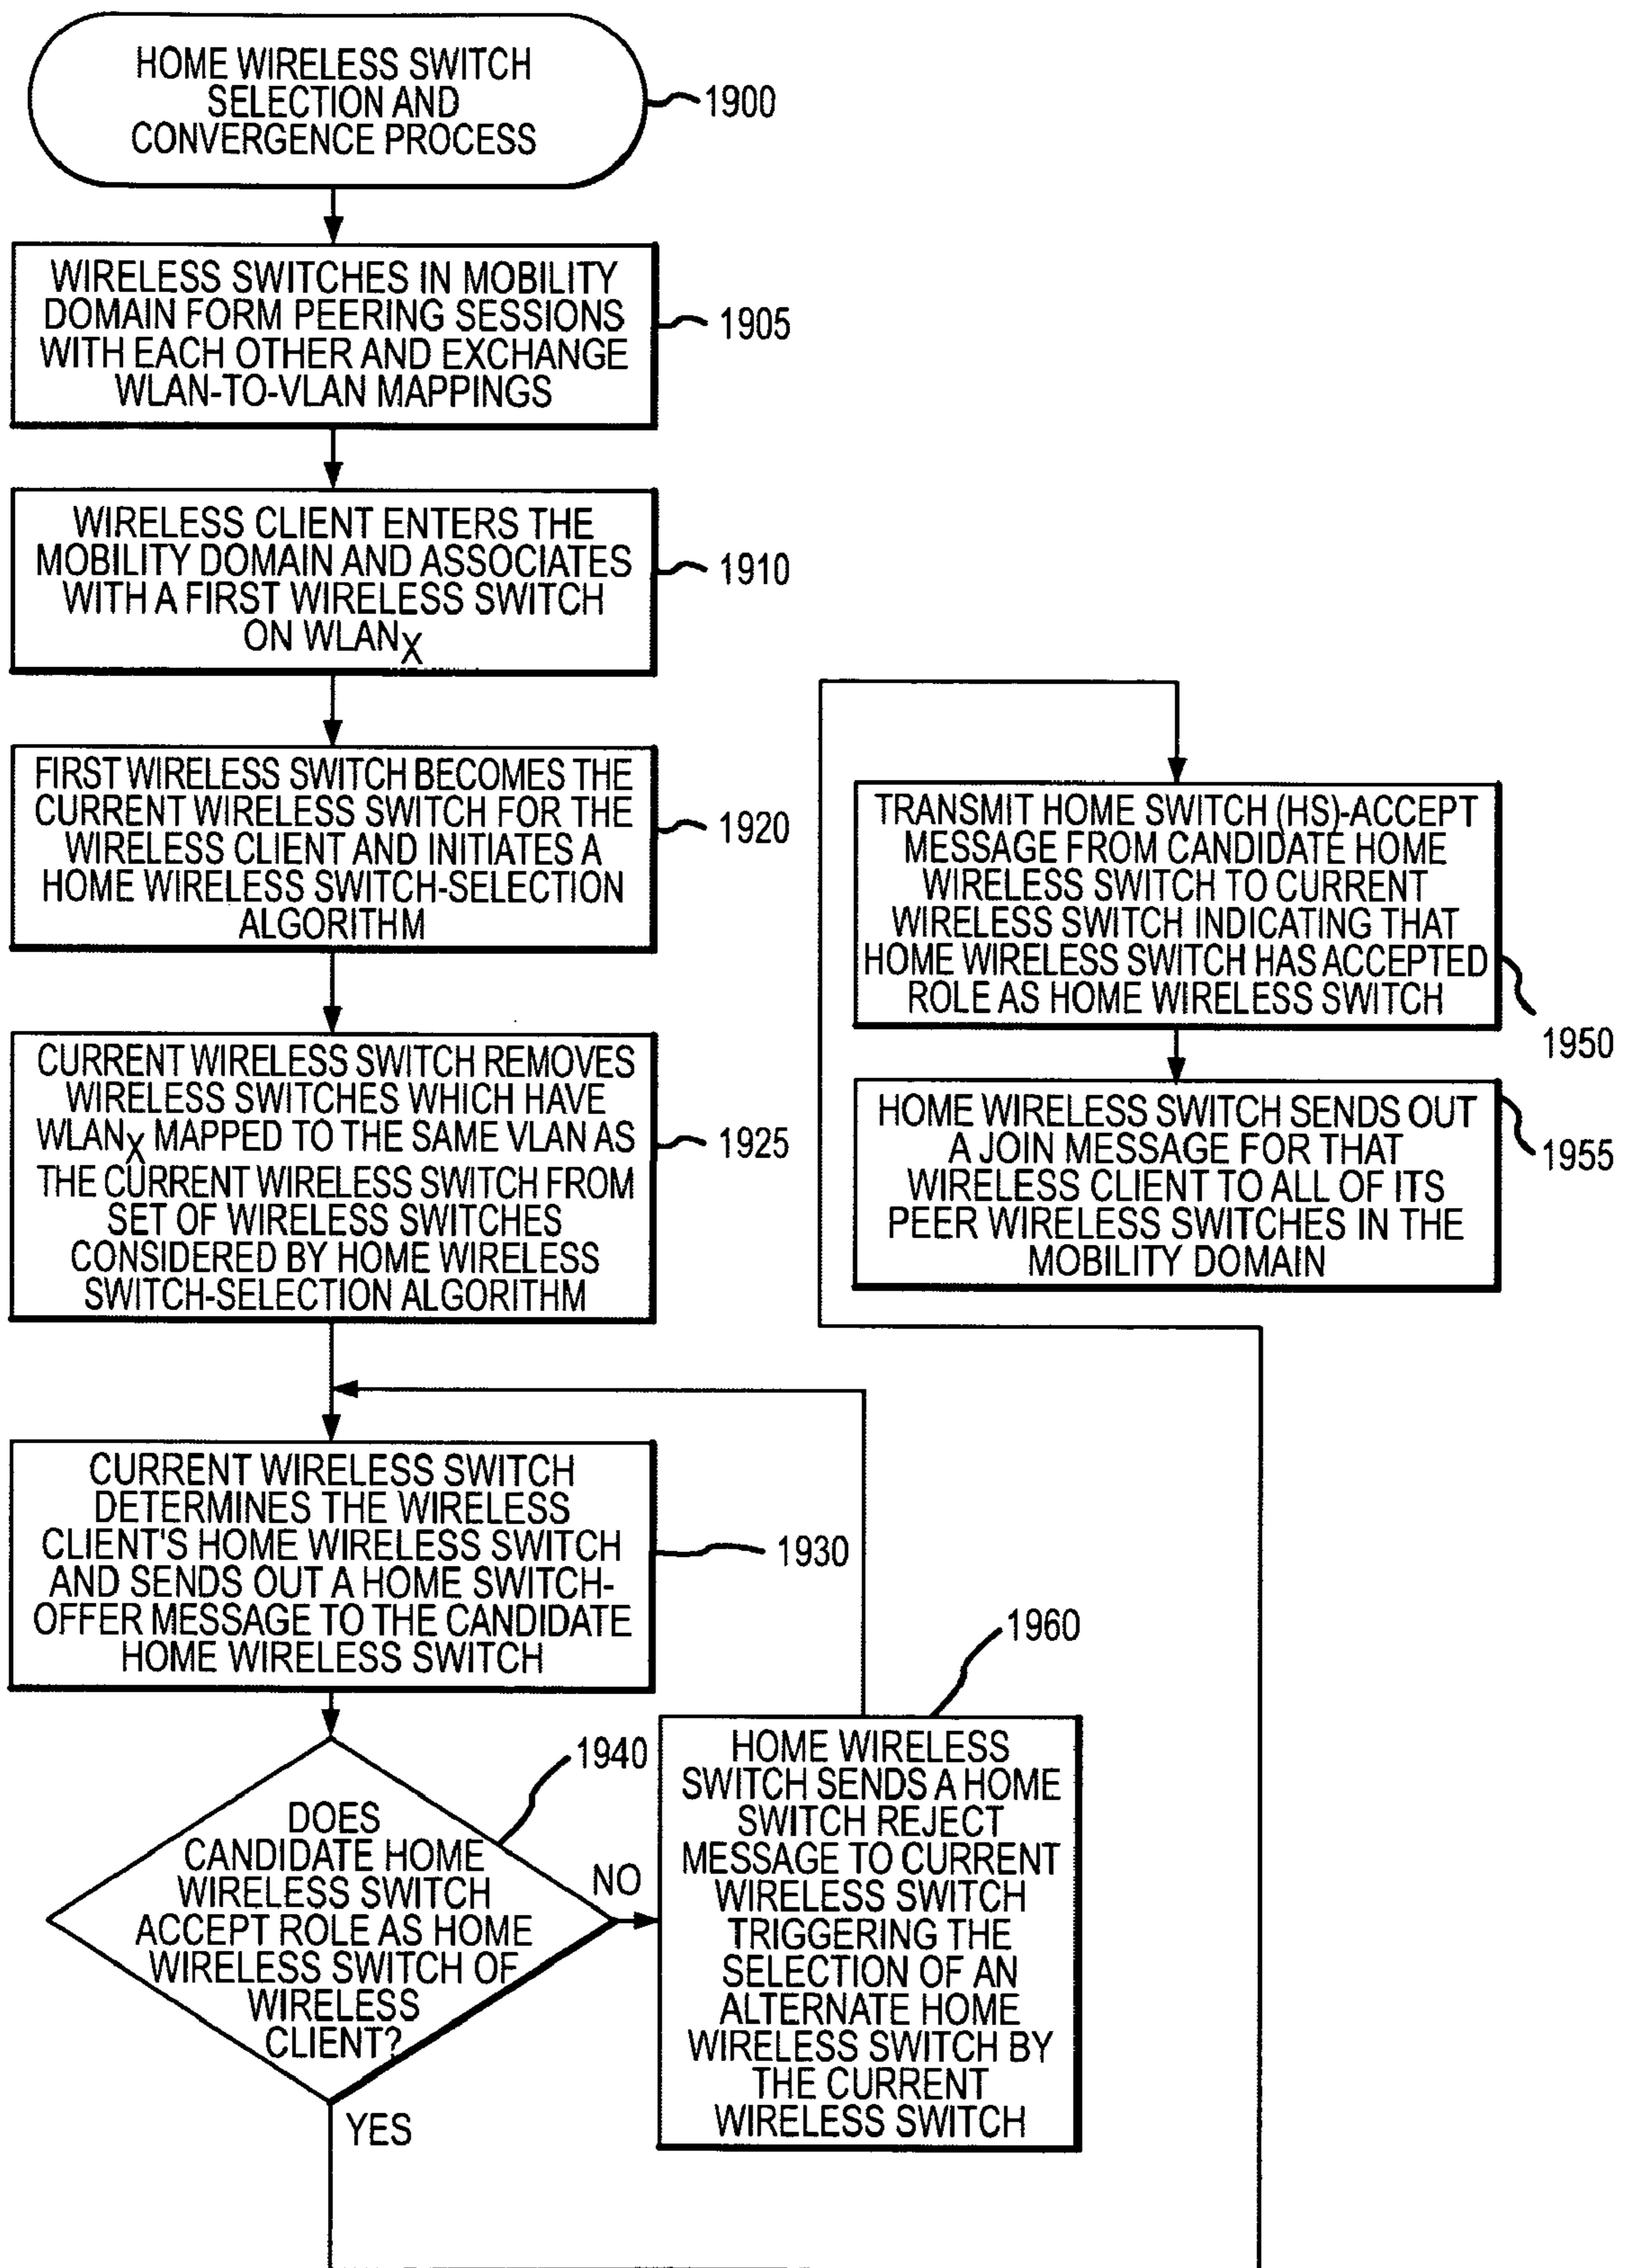 HOME WIRELESS SWITCH
SELECTION AND
CONVERGENCE PROCESS
1900
WIRELESS SWITCHES IN MOBILITY
DOMAIN FORM PEERING SESSIONS
WITH EACH OTHER AND EXCHANGE
WLAN-TO-VLAN MAPPINGS
1905
WIRELESS CLIENT ENTERS THE
MOBILITY DOMAIN AND ASSOCIATES
WITH A FIRST WIRELESS SWITCH
ON WLANX
1910
FIRST WIRELESS SWITCH BECOMES THE
CURRENT WIRELESS SWITCH FOR THE
WIRELESS CLIENT AND INITIATES A
HOME WIRELESS SWITCH-SELECTION
ALGORITHM
1920
CURRENT WIRELESS SWITCH REMOVES
WIRELESS SWITCHES WHICH HAVE
WLANX MAPPED TO THE SAME VLAN AS
THE CURRENT WIRELESS SWITCH FROM
SET OF WIRELESS SWITCHES
CONSIDERED BY HOME WIRELESS
SWITCH-SELECTION ALGORITHM
1925
CURRENT WIRELESS SWITCH
DETERMINES THE WIRELESS
CLIENT'S HOME WIRELESS SWITCH
AND SENDS OUT A HOME SWITCH-
OFFER MESSAGE TO THE CANDIDATE
HOME WIRELESS SWITCH
1930
DOES
CANDIDATE HOME
WIRELESS SWITCH
ACCEPT ROLE AS HOME
WIRELESS SWITCH OF
WIRELESS
CLIENT?
1940
NO
YES
HOME WIRELESS
SWITCH SENDS A HOME
SWITCH REJECT
MESSAGE TO CURRENT
WIRELESS SWITCH
TRIGGERING THE
SELECTION OF AN
ALTERNATE HOME
WIRELESS SWITCH BY
THE CURRENT
WIRELESS SWITCH
1960
TRANSMIT HOME SWITCH (HS)-ACCEPT
MESSAGE FROM CANDIDATE HOME
WIRELESS SWITCH TO CURRENT
WIRELESS SWITCH INDICATING THAT
HOME WIRELESS SWITCH HAS ACCEPTED
ROLE AS HOME WIRELESS SWITCH
1950
HOME WIRELESS SWITCH SENDS OUT
A JOIN MESSAGE FOR THAT
WIRELESS CLIENT TO ALL OF ITS
PEER WIRELESS SWITCHES IN THE
MOBILITY DOMAIN
1955